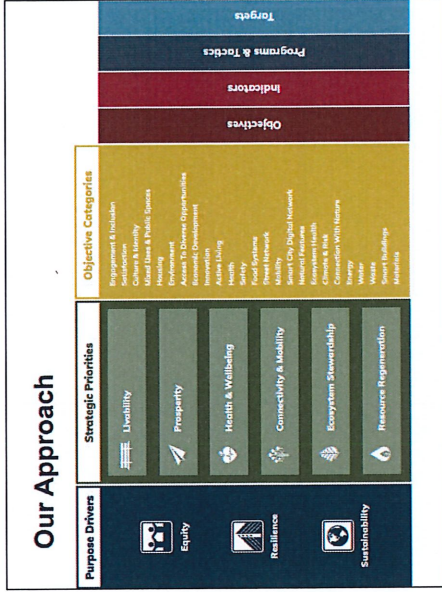 Our Approach
Purpose Drivers
Equity
Resilience
Sustainability
Strategic Priorities
Livability
Prosperity
Health & Wellbeing
Connectivity & Mobility
Ecosystem Stewardship
Resource Regeneration
Objective Categories
Engagement & Inclusion
Satisfaction
Culture & Identity
Mixed Uses & Public Spaces
Housing
Environment
Access To Diverse Opportunities
Economic Development
Innovation
Active Living
Health
Safety
Food Systems
Street Network
Mobility
Smart City Digital Network
Natural Features
Ecosystem Health
Climate & Risk
Connection With Nature
Energy
Water
Waste
Smart Buildings
Materials
Objectives
Indicators
Programs & Tactics
Targets